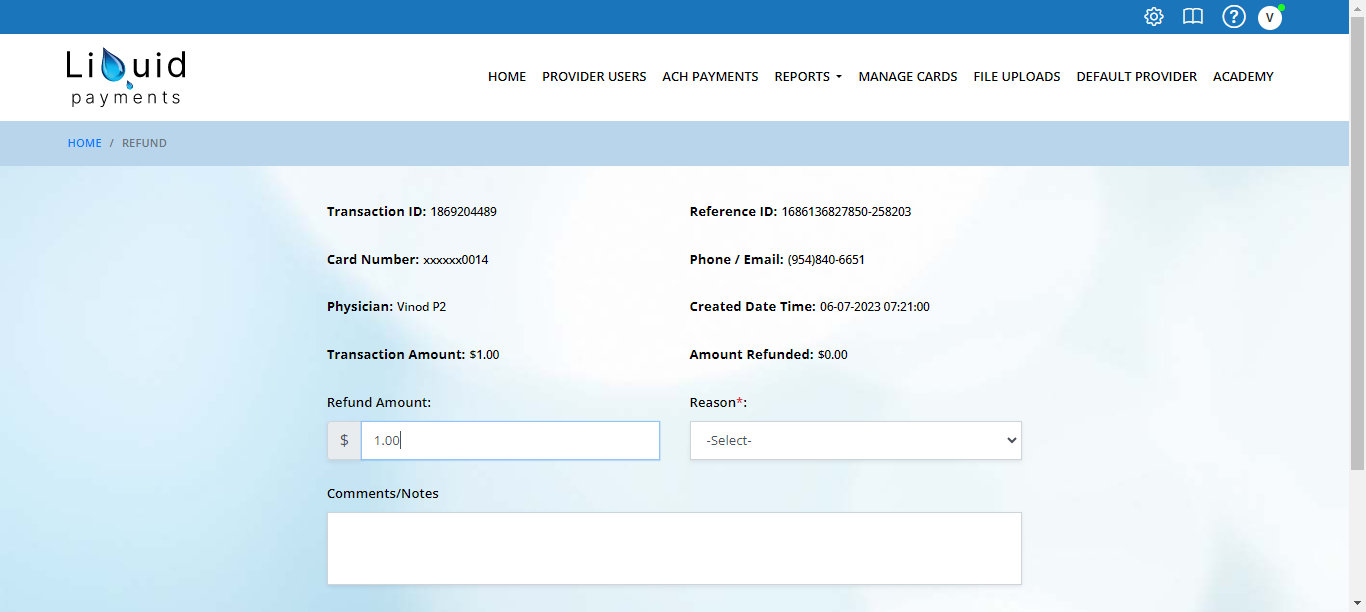 V
Liquid
payments
HOME PROVIDER USERS ACH PAYMENTS REPORTS MANAGE CARDS FILE UPLOADS DEFAULT PROVIDER ACADEMY
HOME / REFUND
Transaction ID: 1869204489 Reference ID: 1686136827850-258203
Card Number: xxxxxx0014 Phone / Email: (954)840-6651
Physician: Vinod P2 Created Date Time: 06-07-2023 07:21:00
Transaction Amount: $1.00 Amount Refunded: $0.00
Refund Amount: Reason*:
$ 1.00 -Select-
Comments/Notes